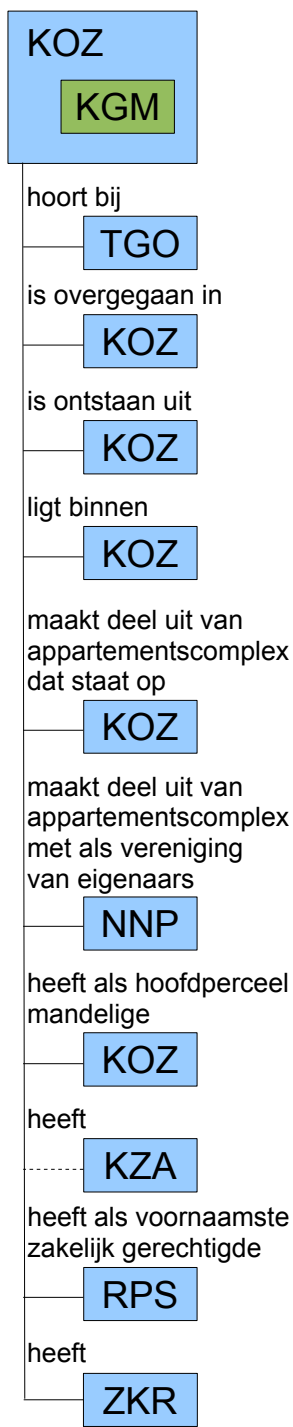 KOZ
KGM
hoort bij
TGO
is overgegaan in
KOZ
is ontstaan uit
KOZ
ligt binnen
KOZ
maakt deel uit van
appartementscomplex
dat staat op
KOZ
maakt deel uit van
appartementscomplex
met als vereniging
van eigenaars
NNP
heeft als hoofdperceel
mandelige
KOZ
heeft
KZA
heeft als voornaamste
zakelijk gerechtigde
RPS
heeft
ZKR